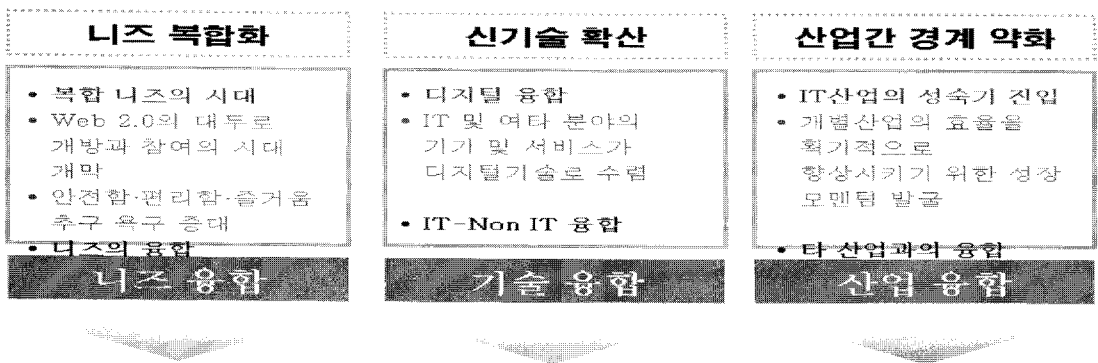 니즈 복합화
• 복합 니즈의 시대
• Web 2.0의 대두로
개방과 참여의 시대
개막
• 안전함·편리함·즐거움
추구 욕구 증대
• 니즈의 융합
니즈 융합
신기술 확산
• 디지털 융합
• IT 및 여타 분야의
기기 및 서비스가
디지털기술로 수렴
• IT-Non IT 융합
기술 융합
산업간 경계 약화
• IT산업의 성숙기 진입
• 개별산업의 효율을
획기적으로
향상시키기 위한 성장
모멘텀 발굴
• 타 산업과의 융합
산업 융합